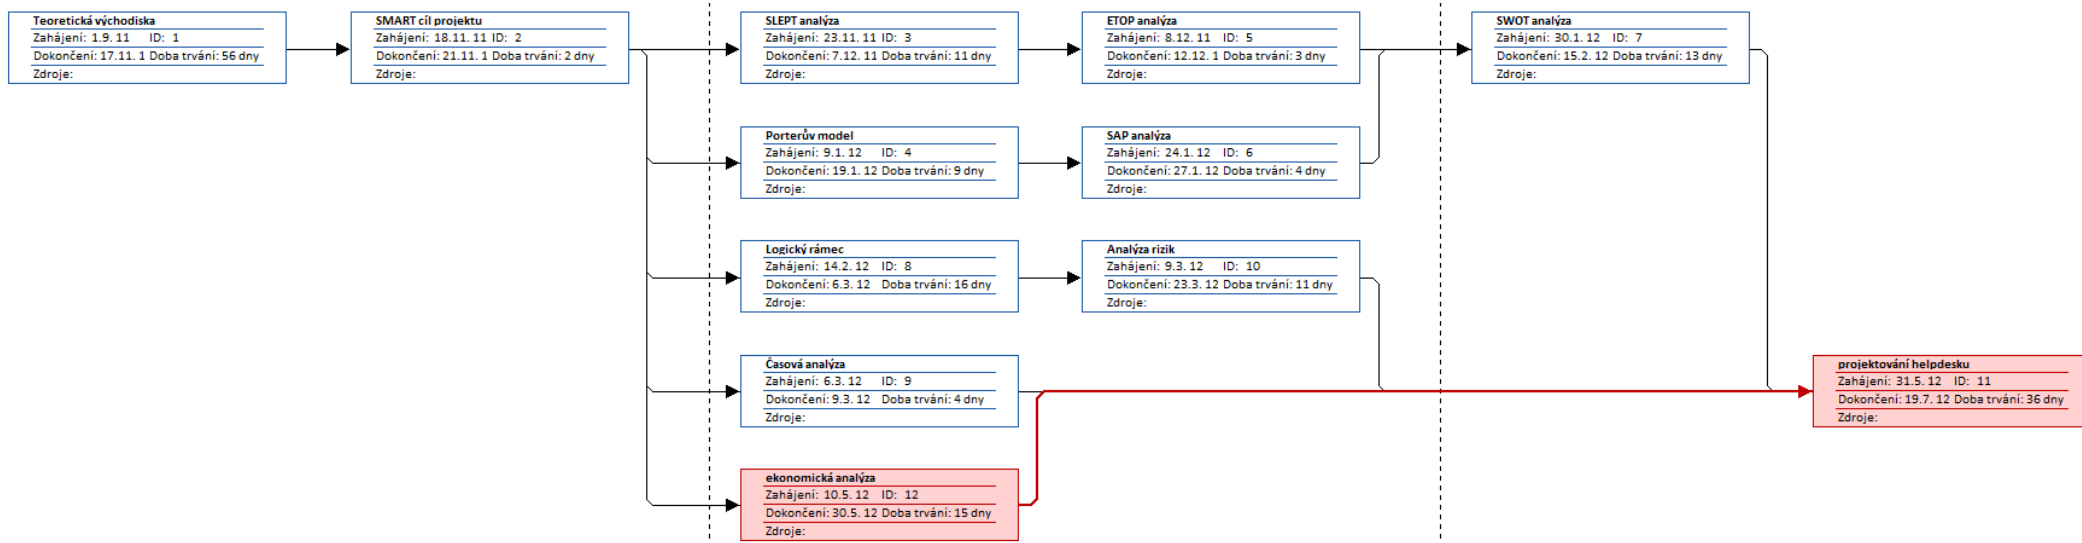 Teoretická východiska
Zahájení: 1.9. 11 ID: 1
Dokončení: 17.11. 1 Doba trvání: 56 dny
Zdroje:
SMART cíl projektu
Zahájení: 18.11. 11 ID: 2
Dokončení: 21.11. 1 Doba trvání: 2 dny
Zdroje:
SLEPT analýza
Zahájení: 23.11. 11 ID: 3
Dokončení: 7.12. 11 Doba trvání: 11 dny
Zdroje:
ETOP analýza
Zahájení: 8.12. 11 ID: 5
Dokončení: 12.12. 1 Doba trvání: 3 dny
Zdroje:
SWOT analýza
Zahájení: 30.1. 12 ID: 7
Dokončení: 15.2. 12 Doba trvání: 13 dny
Zdroje:
Porterův model
Zahájení: 9.1. 12 ID: 4
Dokončení: 19.1. 12 Doba trvání: 9 dny
Zdroje:
SAP analýza
Zahájení: 24.1. 12 ID: 6
Dokončení: 27.1. 12 Doba trvání: 4 dny
Zdroje:
Logický rámec
Zahájení: 14.2. 12 ID: 8
Dokončení: 6.3. 12 Doba trvání: 16 dny
Zdroje:
Analýza rizik
Zahájení: 9.3. 12 ID: 10
Dokončení: 23.3. 12 Doba trvání: 11 dny
Zdroje:
Časová analýza
Zahájení: 6.3. 12 ID: 9
Dokončení: 9.3. 12 Doba trvání: 4 dny
Zdroje:
projektování helpdesku
Zahájení: 31.5. 12 ID: 11
Dokončení: 19.7. 12 Doba trvání: 36 dny
Zdroje:
ekonomická analýza
Zahájení: 10.5. 12 ID: 12
Dokončení: 30.5. 12 Doba trvání: 15 dny
Zdroje: